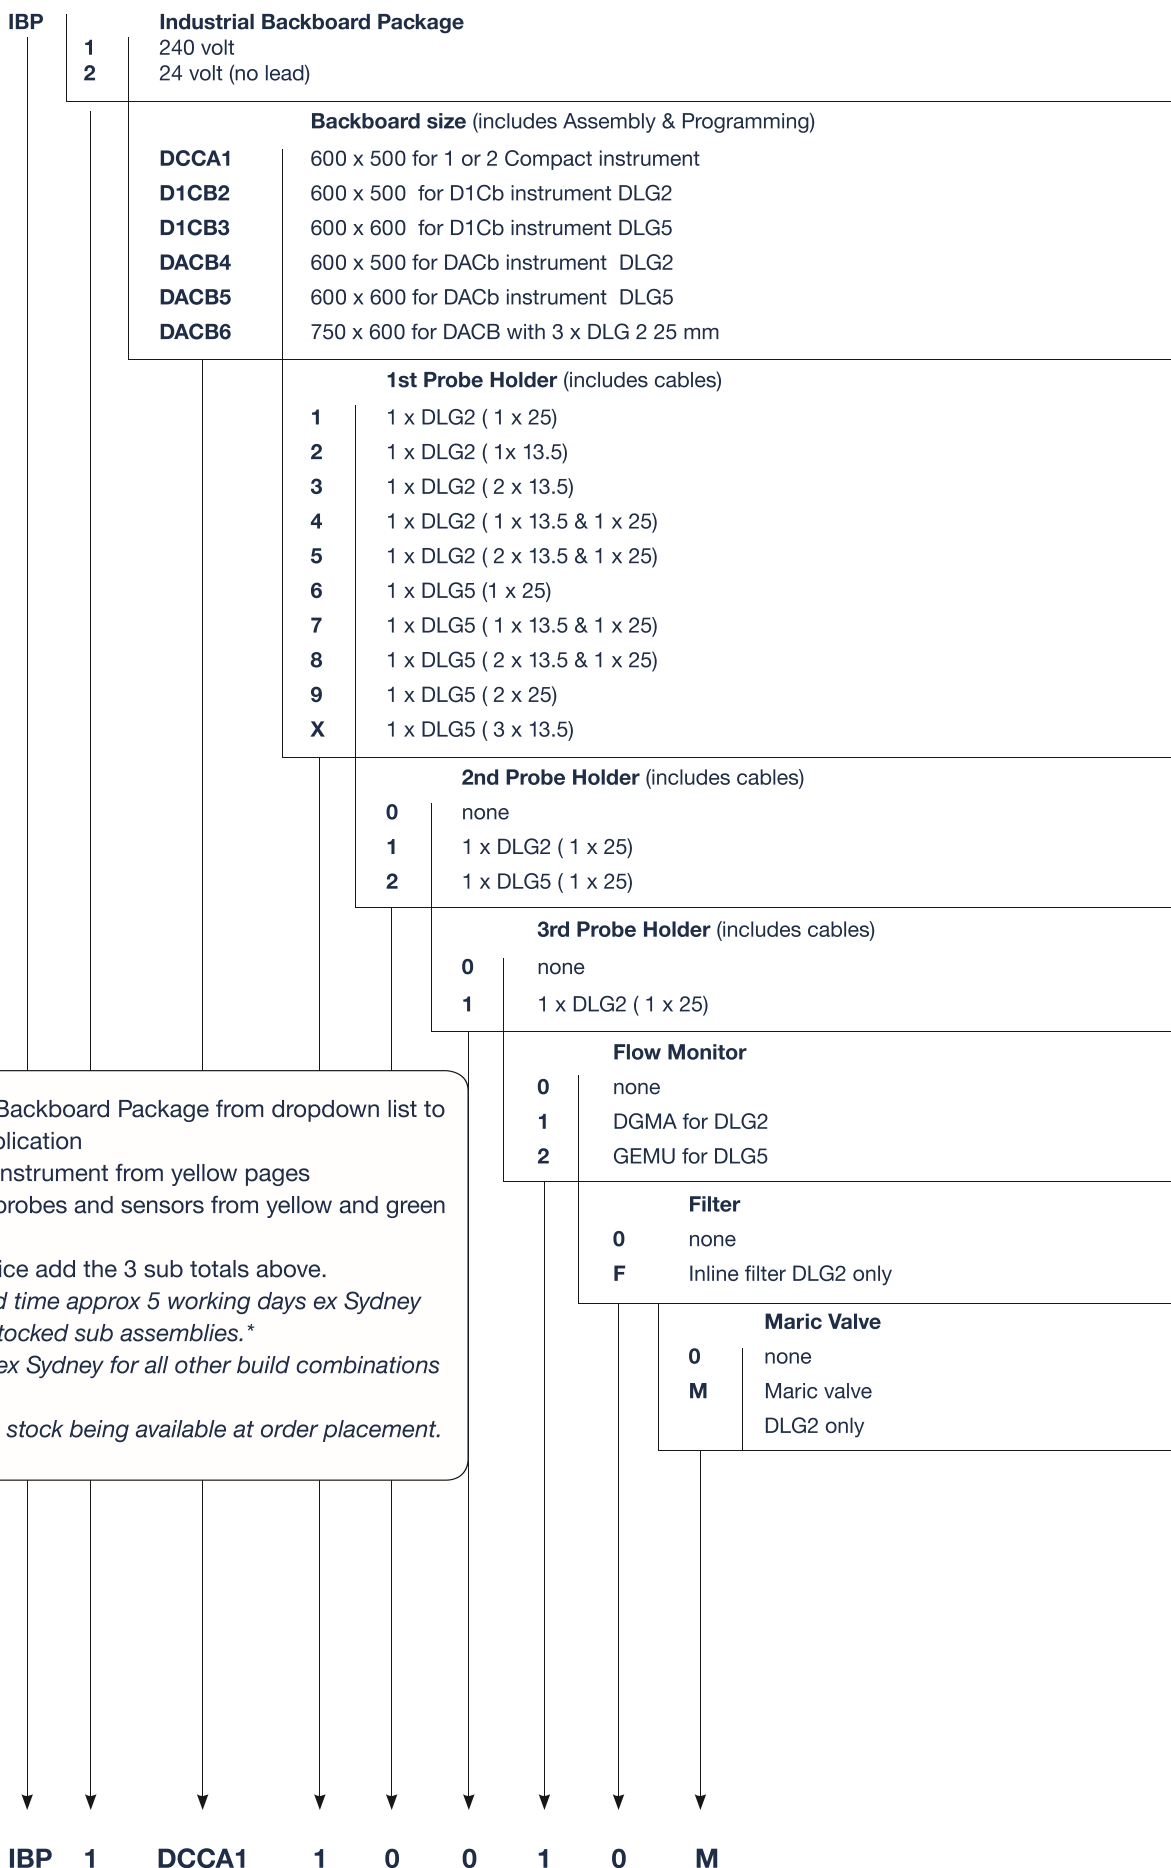 IBP Industrial Backboard Package
1 240 volt
2 24 volt (no lead)
Backboard size (includes Assembly & Programming)
DCCA1 600 x 500 for 1 or 2 Compact instrument
D1CB2 600 x 500 for D1Cb instrument DLG2
D1CB3 600 x 600 for D1Cb instrument DLG5
DACB4 600 x 500 for DACb instrument DLG2
DACB5 600 x 600 for DACb instrument DLG5
DACB6 750 x 600 for DACB with 3 x DLG 2 25 mm
1st Probe Holder (includes cables)
1 1 x DLG2 ( 1 x 25)
2 1 x DLG2 ( 1x 13.5)
3 1 x DLG2 ( 2 x 13.5)
4 1 x DLG2 ( 1 x 13.5 & 1 x 25)
5 1 x DLG2 ( 2 x 13.5 & 1 x 25)
6 1 x DLG5 (1 x 25)
7 1 x DLG5 ( 1 x 13.5 & 1 x 25)
8 1 x DLG5 ( 2 x 13.5 & 1 x 25)
9 1 x DLG5 ( 2 x 25)
X 1 x DLG5 ( 3 x 13.5)
2nd Probe Holder (includes cables)
0 none
1 1 x DLG2 ( 1 x 25)
2 1 x DLG5 ( 1 x 25)
3rd Probe Holder (includes cables)
0 none
1 1 x DLG2 ( 1 x 25)
Flow Monitor
0 none
1 DGMA for DLG2
2 GEMU for DLG5
Filter
0 none
F Inline filter DLG2 only
Maric Valve
0 none
M Maric valve
DLG2 only
Backboard Package from dropdown list to
plication
nstrument from yellow pages
probes and sensors from yellow and green
ice add the 3 sub totals above.
d time approx 5 working days ex Sydney
tocked sub assemblies.*
ex Sydney for all other build combinations
stock being available at order placement.
IBP 1 DCCA1 1 0 0 1 0 M